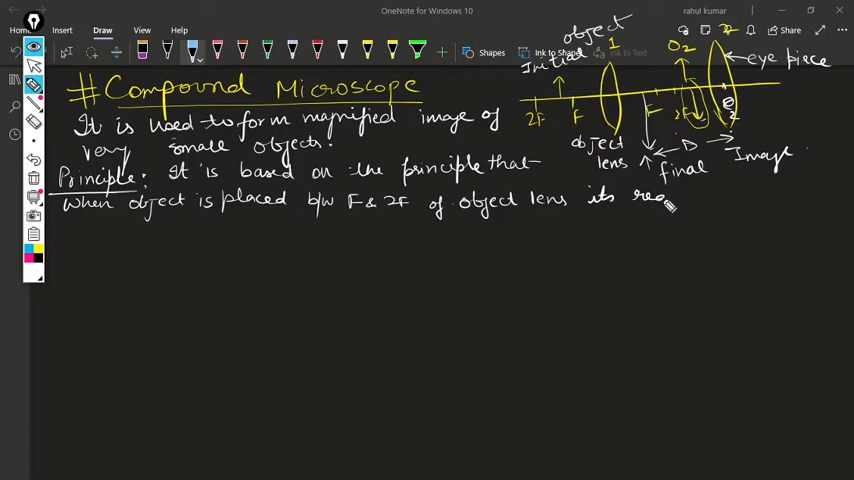 OneNote for Windows 10
rahul kumar
Home Insert Draw View Help
Shapes Ink to Shape Ink to Text Share
object
Initial 1 O2 2
eye piece
# Compound Microscope
2F F F 2F
It is used to form magnified image of
very small objects.
object lens
D
final Image
Principle: It is based on the principle that
When object is placed b/w F & 2F of object lens its rea